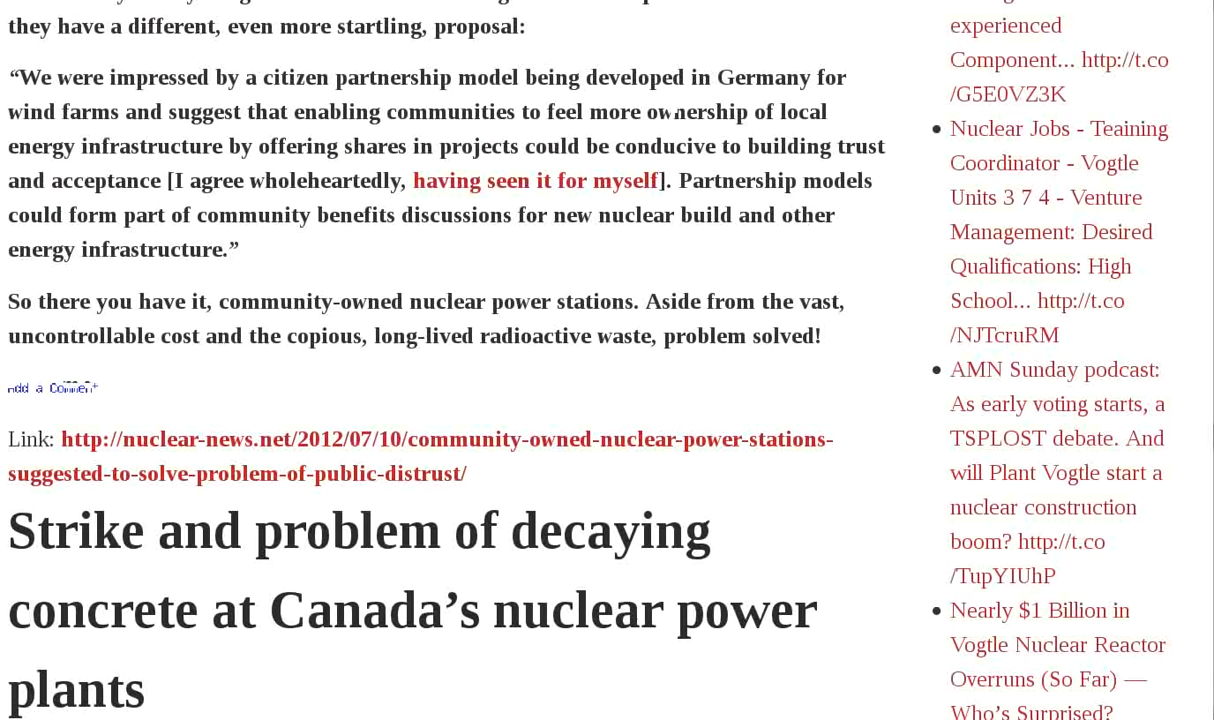 they have a different, even more startling, proposal:
“We were impressed by a citizen partnership model being developed in Germany for
wind farms and suggest that enabling communities to feel more ownership of local
energy infrastructure by offering shares in projects could be conducive to building trust
and acceptance [I agree wholeheartedly, having seen it for myself]. Partnership models
could form part of community benefits discussions for new nuclear build and other
energy infrastructure.”
So there you have it, community-owned nuclear power stations. Aside from the vast,
uncontrollable cost and the copious, long-lived radioactive waste, problem solved!
Add a Comment
Link: http://nuclear-news.net/2012/07/10/community-owned-nuclear-power-stations-
suggested-to-solve-problem-of-public-distrust/
Strike and problem of decaying
concrete at Canada’s nuclear power
plants
experienced
Component... http://t.co
/G5E0VZ3K
Nuclear Jobs - Teaining
Coordinator - Vogtle
Units 3 7 4 - Venture
Management: Desired
Qualifications: High
School... http://t.co
/NJTcruRM
AMN Sunday podcast:
As early voting starts, a
TSPLOST debate. And
will Plant Vogtle start a
nuclear construction
boom? http://t.co
/TupYIUhP
Nearly $1 Billion in
Vogtle Nuclear Reactor
Overruns (So Far) —
Who’s Surprised?